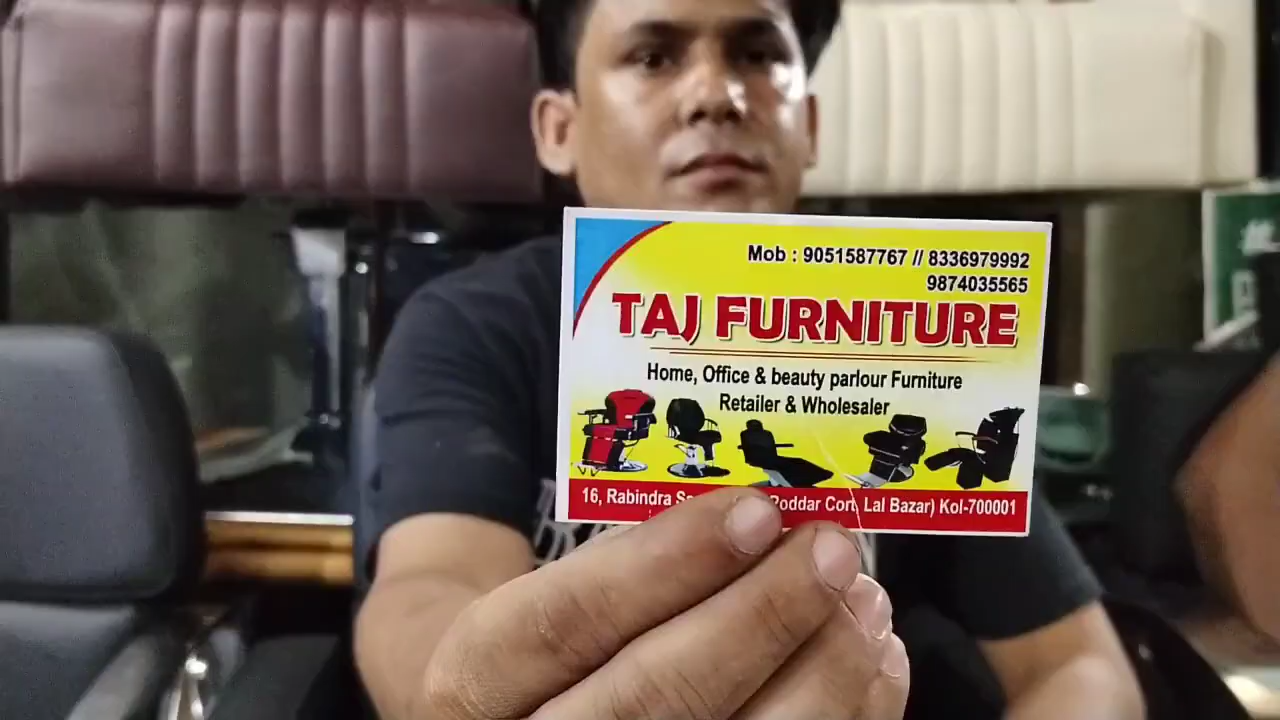 Mob : 9051587767 // 8336979992
9874035565
TAJ FURNITURE
Home, Office & beauty parlour Furniture
Retailer & Wholesaler
16, Rabindra Poddar Cort, Lal Bazar) Kol-700001